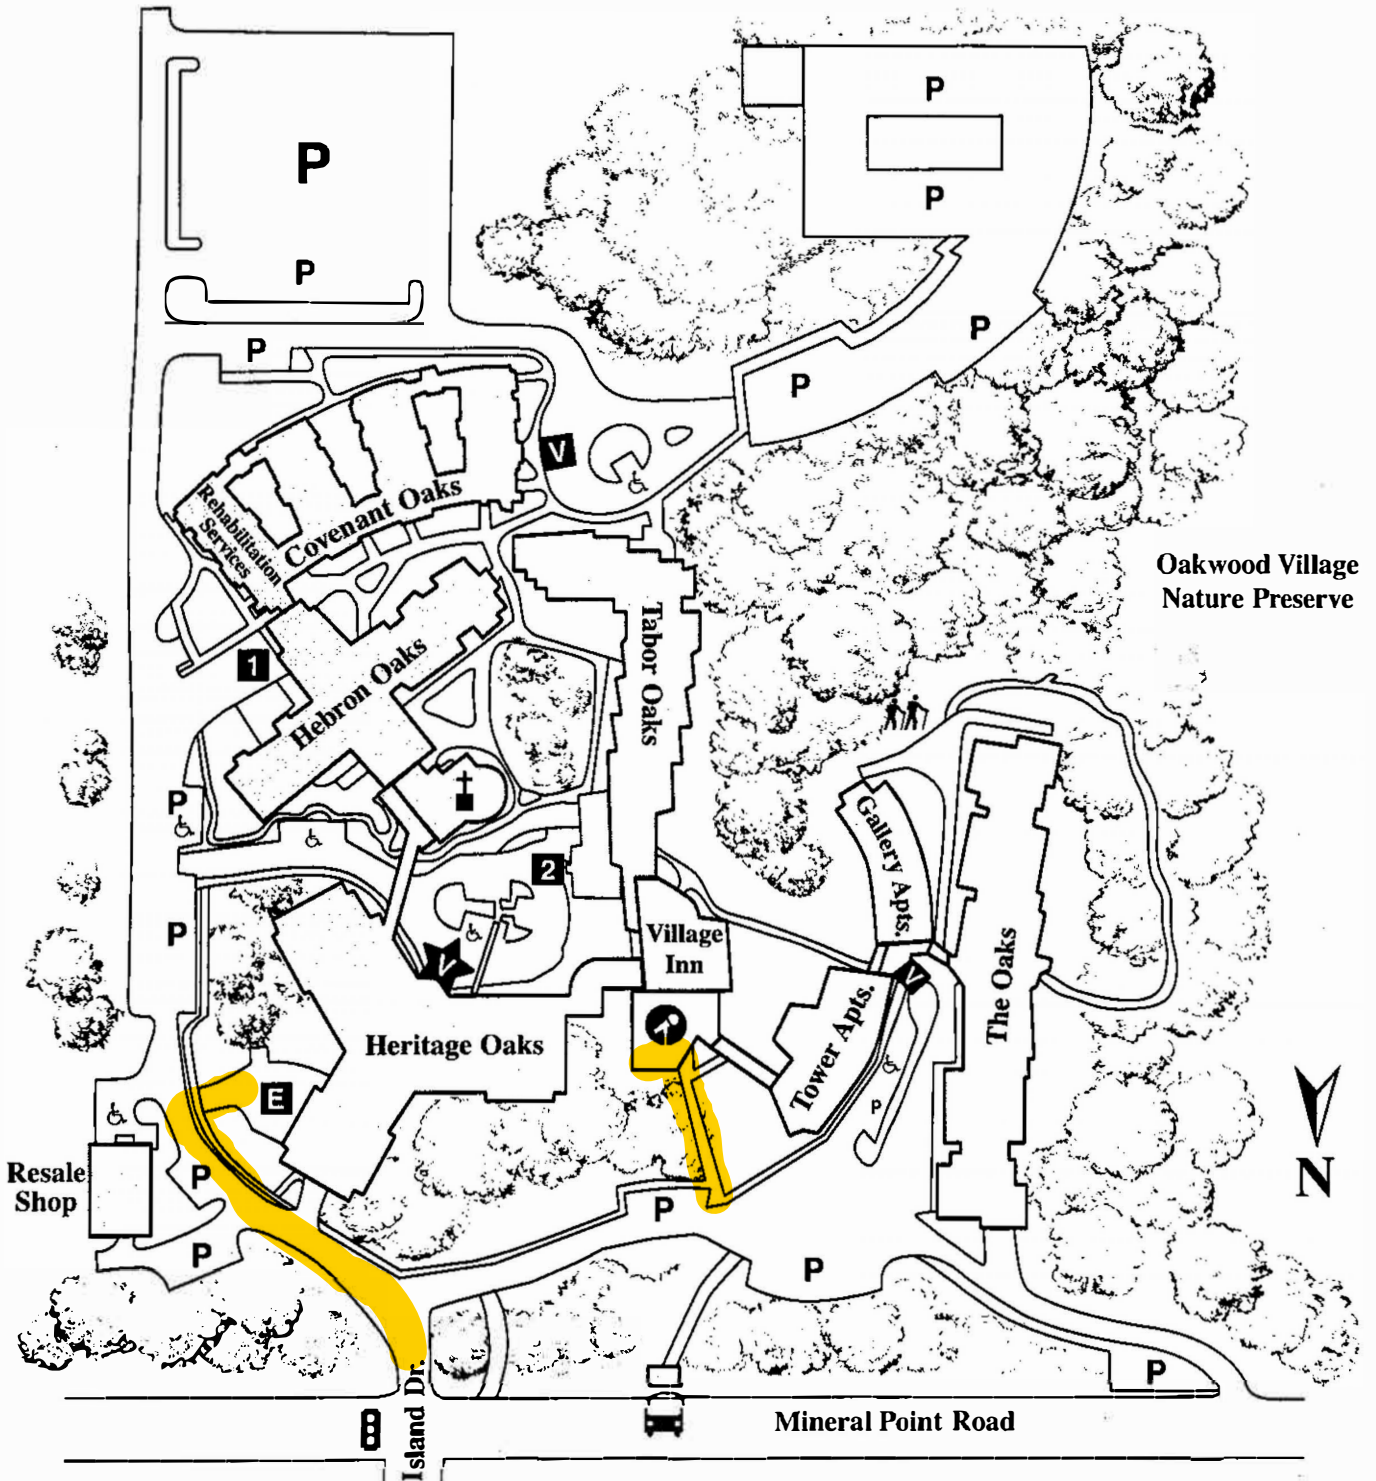 P
P
P
P
P
P
P
V
Rehabilitation
Services
Covenant Oaks
Oakwood Village
Nature Preserve
Tabor Oaks
1
Hebron Oaks
P
Gallery Apts.
2
P
Village
Inn
V
V
The Oaks
Heritage Oaks
Tower Apts.
E
P
N
Resale
Shop
P
P
P
P
P
Island Dr.
Mineral Point Road